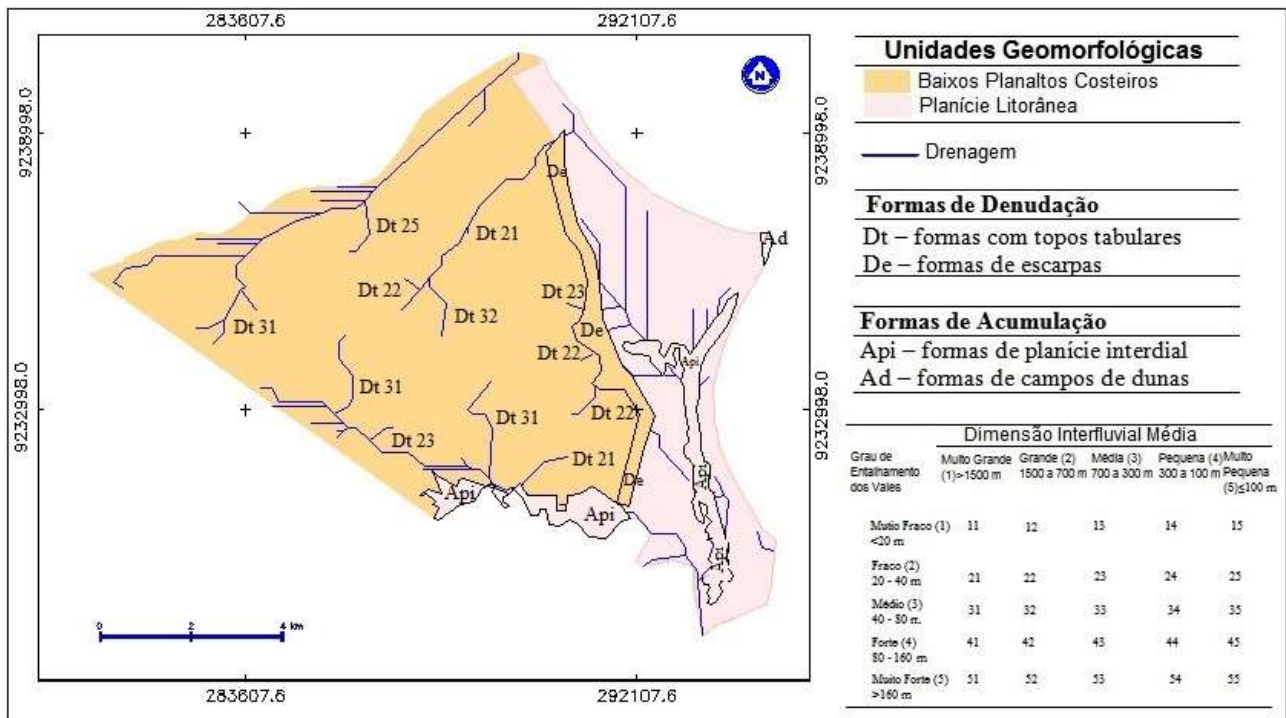 283607.6 292107.6
9238998.0 9238998.0
9232998.0 9232998.0
N
De
Ad
Dt 25
Dt 21
Dt 22
Dt 23
Dt 32
Dt 31
De
Dt 22
Api
Dt 31
Dt 31
Dt 22
Dt 23
Dt 21
De
Api
Api
Api
Api
0 2 4 km
283607.6 292107.6
Unidades Geomorfológicas
Baixos Planaltos Costeiros
Planície Litorânea
Drenagem
Formas de Denudação
Dt – formas com topos tabulares
De – formas de escarpas
Formas de Acumulação
Api – formas de planície interdial
Ad – formas de campos de dunas
Dimensão Interfluvial Média
Grau de Entalhamento dos Vales
Muito Grande (1)>1500 m
Grande (2) 1500 a 700 m
Média (3) 700 a 300 m
Pequena (4) 300 a 100 m
Muito Pequena (5)≤100 m
Mutio Fraco (1) <20 m 11 12 13 14 15
Fraco (2) 20 - 40 m 21 22 23 24 25
Médio (3) 40 - 80 m. 31 32 33 34 35
Forte (4) 80 - 160 m 41 42 43 44 45
Muito Forte (5) >160 m 51 52 53 54 55